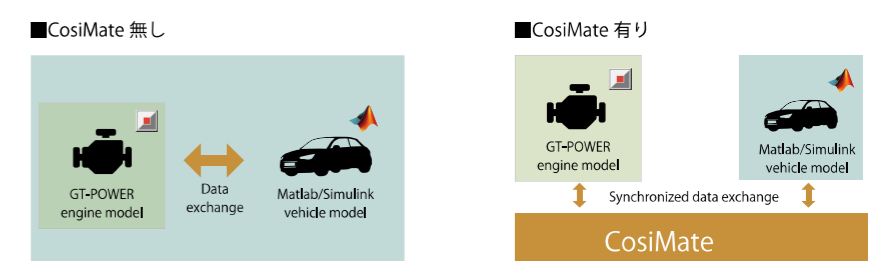 ■CosiMate 無し
GT-POWER
engine model
Data
exchange
Matlab/Simulink
vehicle model
■CosiMate 有り
GT-POWER
engine model
Matlab/Simulink
vehicle model
Synchronized data exchange
CosiMate